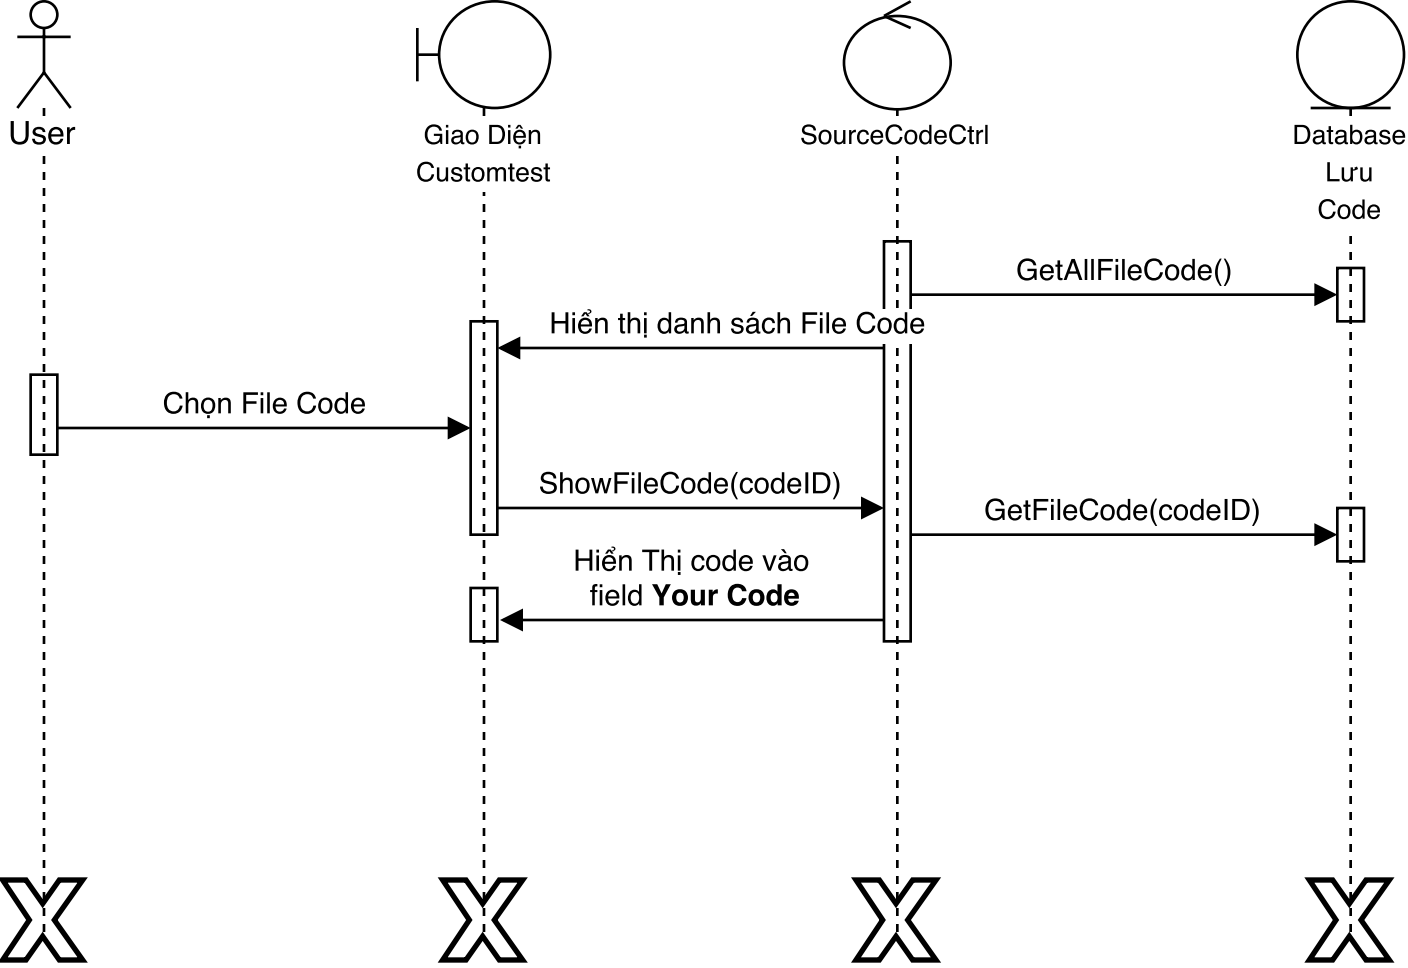 User
Giao Diện
Customtest
SourceCodeCtrl
Database
Lưu
Code
GetAllFileCode()
Hiển thị danh sách File Code
Chọn File Code
ShowFileCode(codeID)
GetFileCode(codeID)
Hiển Thị code vào
field Your Code